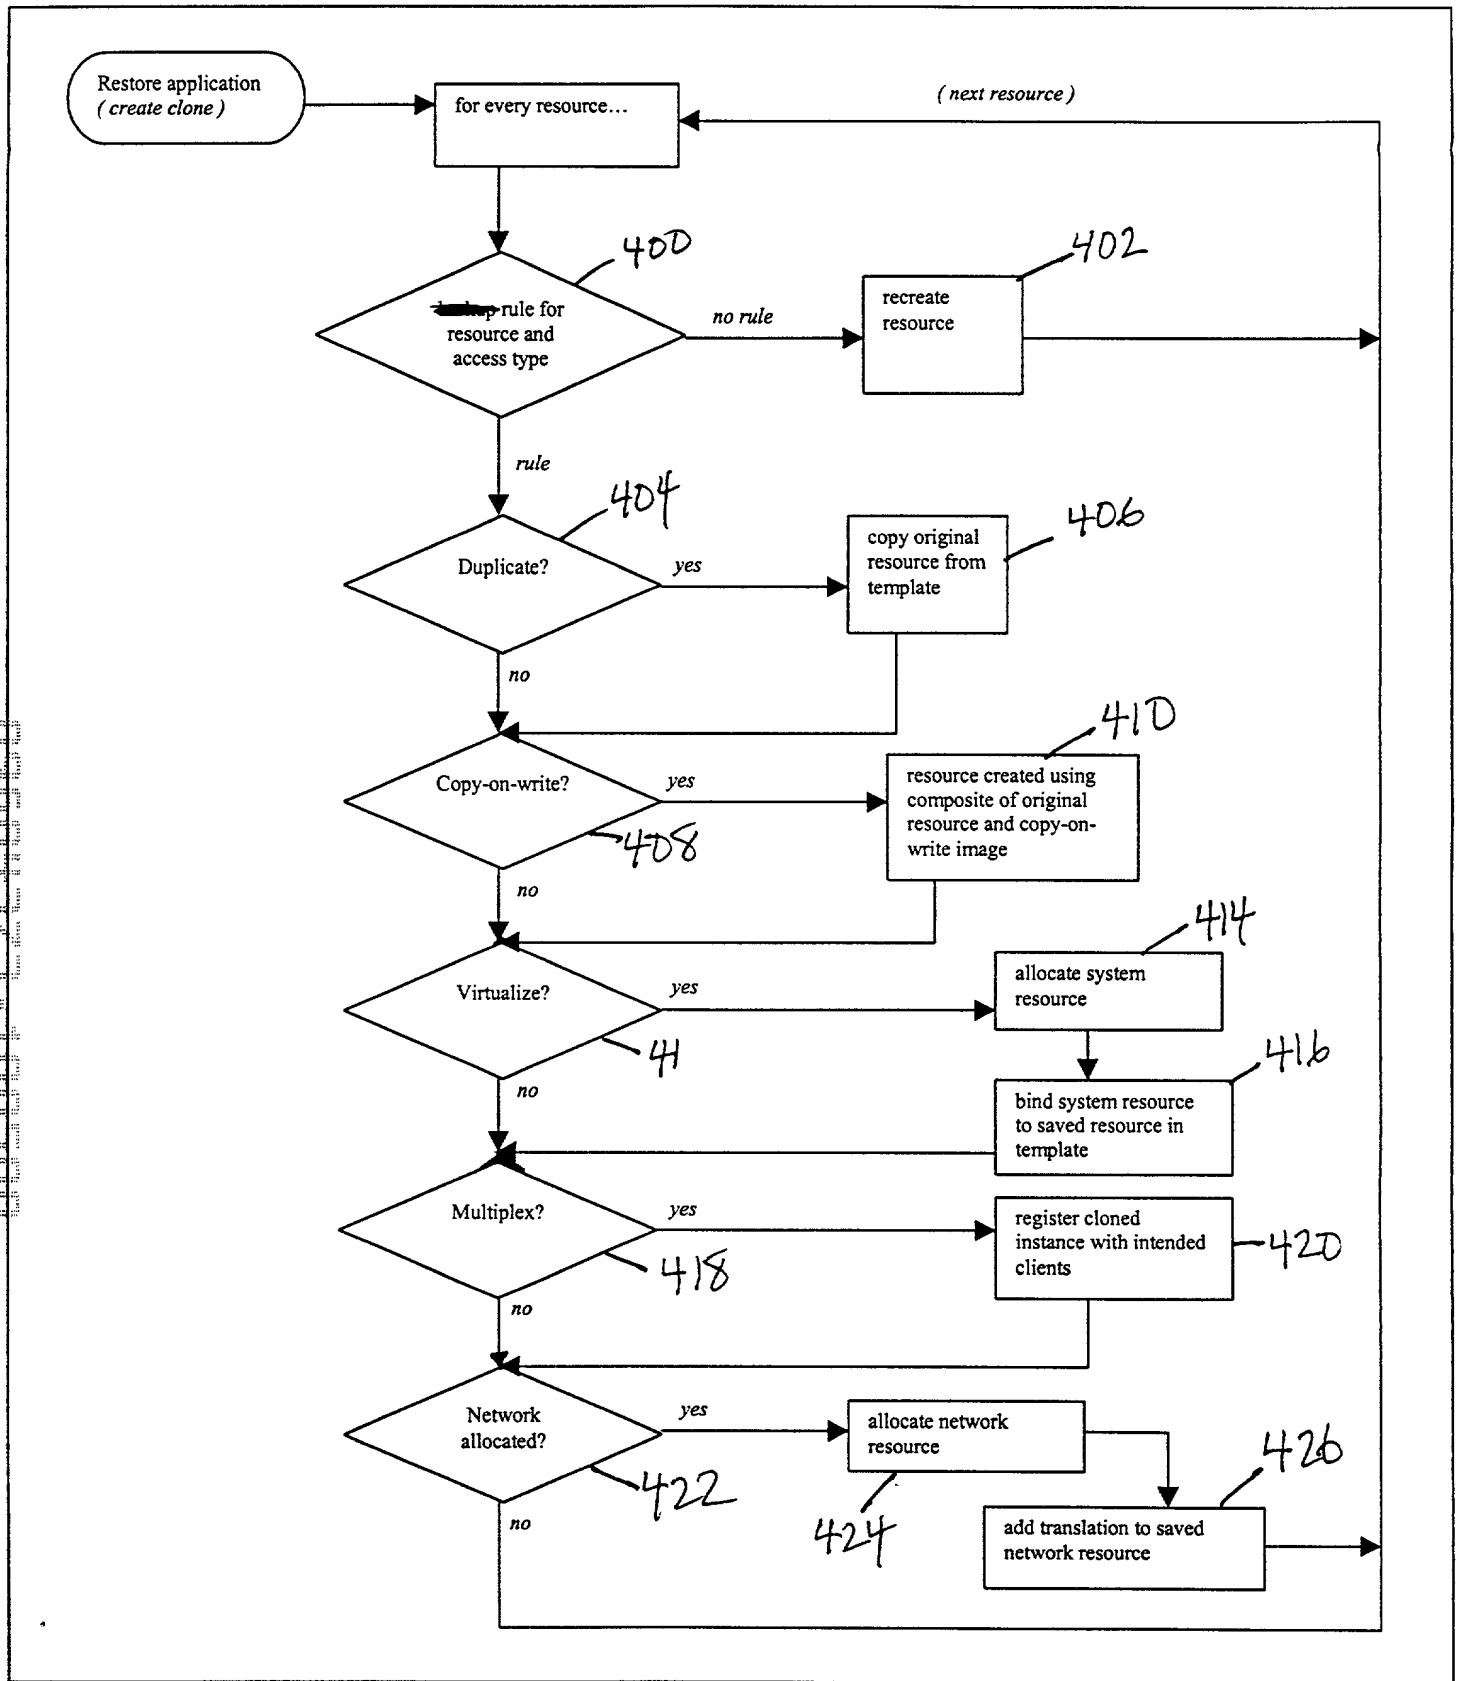 Restore application
( create clone )
for every resource...
( next resource )
400
rule for
resource and
access type
no rule
402
recreate
resource
rule
404
Duplicate?
yes
406
copy original
resource from
template
no
Copy-on-write?
408
yes
410
resource created using
composite of original
resource and copy-on-
write image
no
Virtualize?
41
yes
414
allocate system
resource
416
bind system resource
to saved resource in
template
no
Multiplex?
418
yes
register cloned
instance with intended
clients
420
no
Network
allocated?
422
yes
allocate network
resource
424
426
add translation to saved
network resource
no